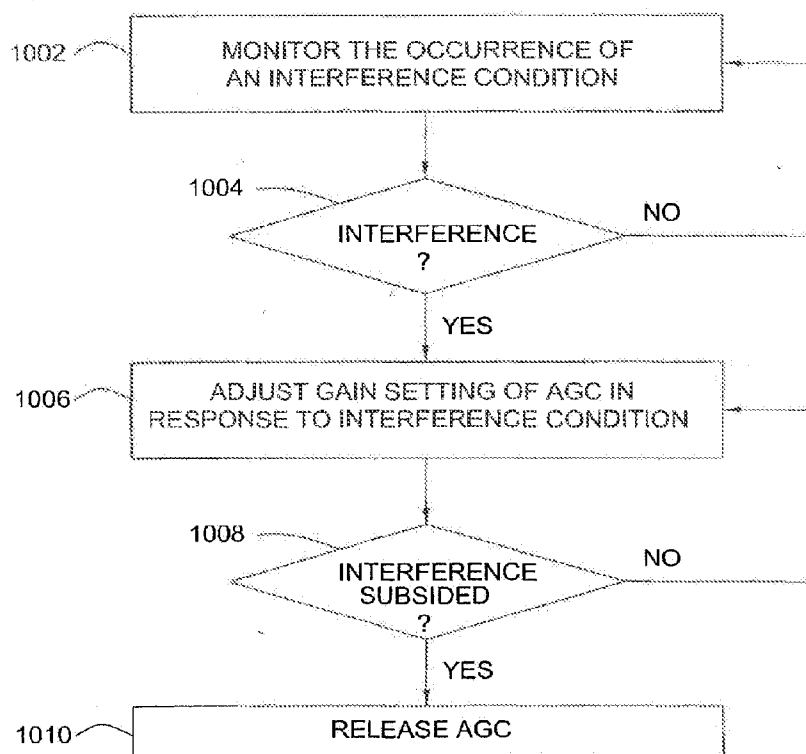 1002
MONITOR THE OCCURRENCE OF
AN INTERFERENCE CONDITION
1004
INTERFERENCE
?
NO
YES
1006
ADJUST GAIN SETTING OF AGC IN
RESPONSE TO INTERFERENCE CONDITION
1008
INTERFERENCE
SUBSIDED
?
NO
YES
1010
RELEASE AGC